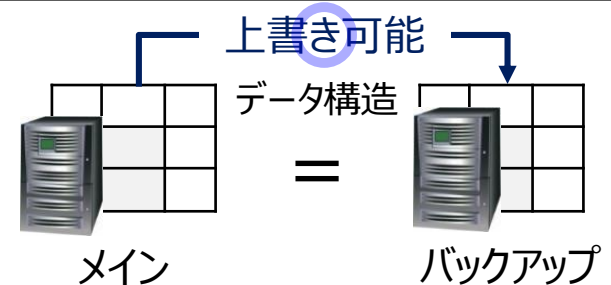 上書き可能
データ構造
=
メイン
バックアップ